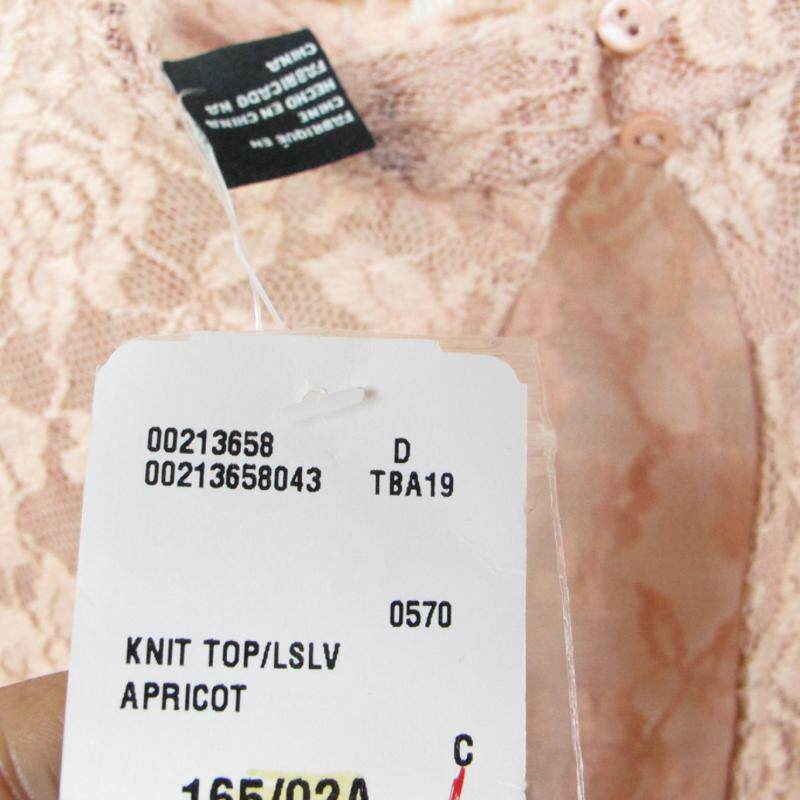 FABRIQUÉ EN
CHINE
HECHO EN CHINA
FABRICADO NA
CHINA
00213658 D
00213658043 TBA19
0570
KNIT TOP/LSLV
APRICOT
C